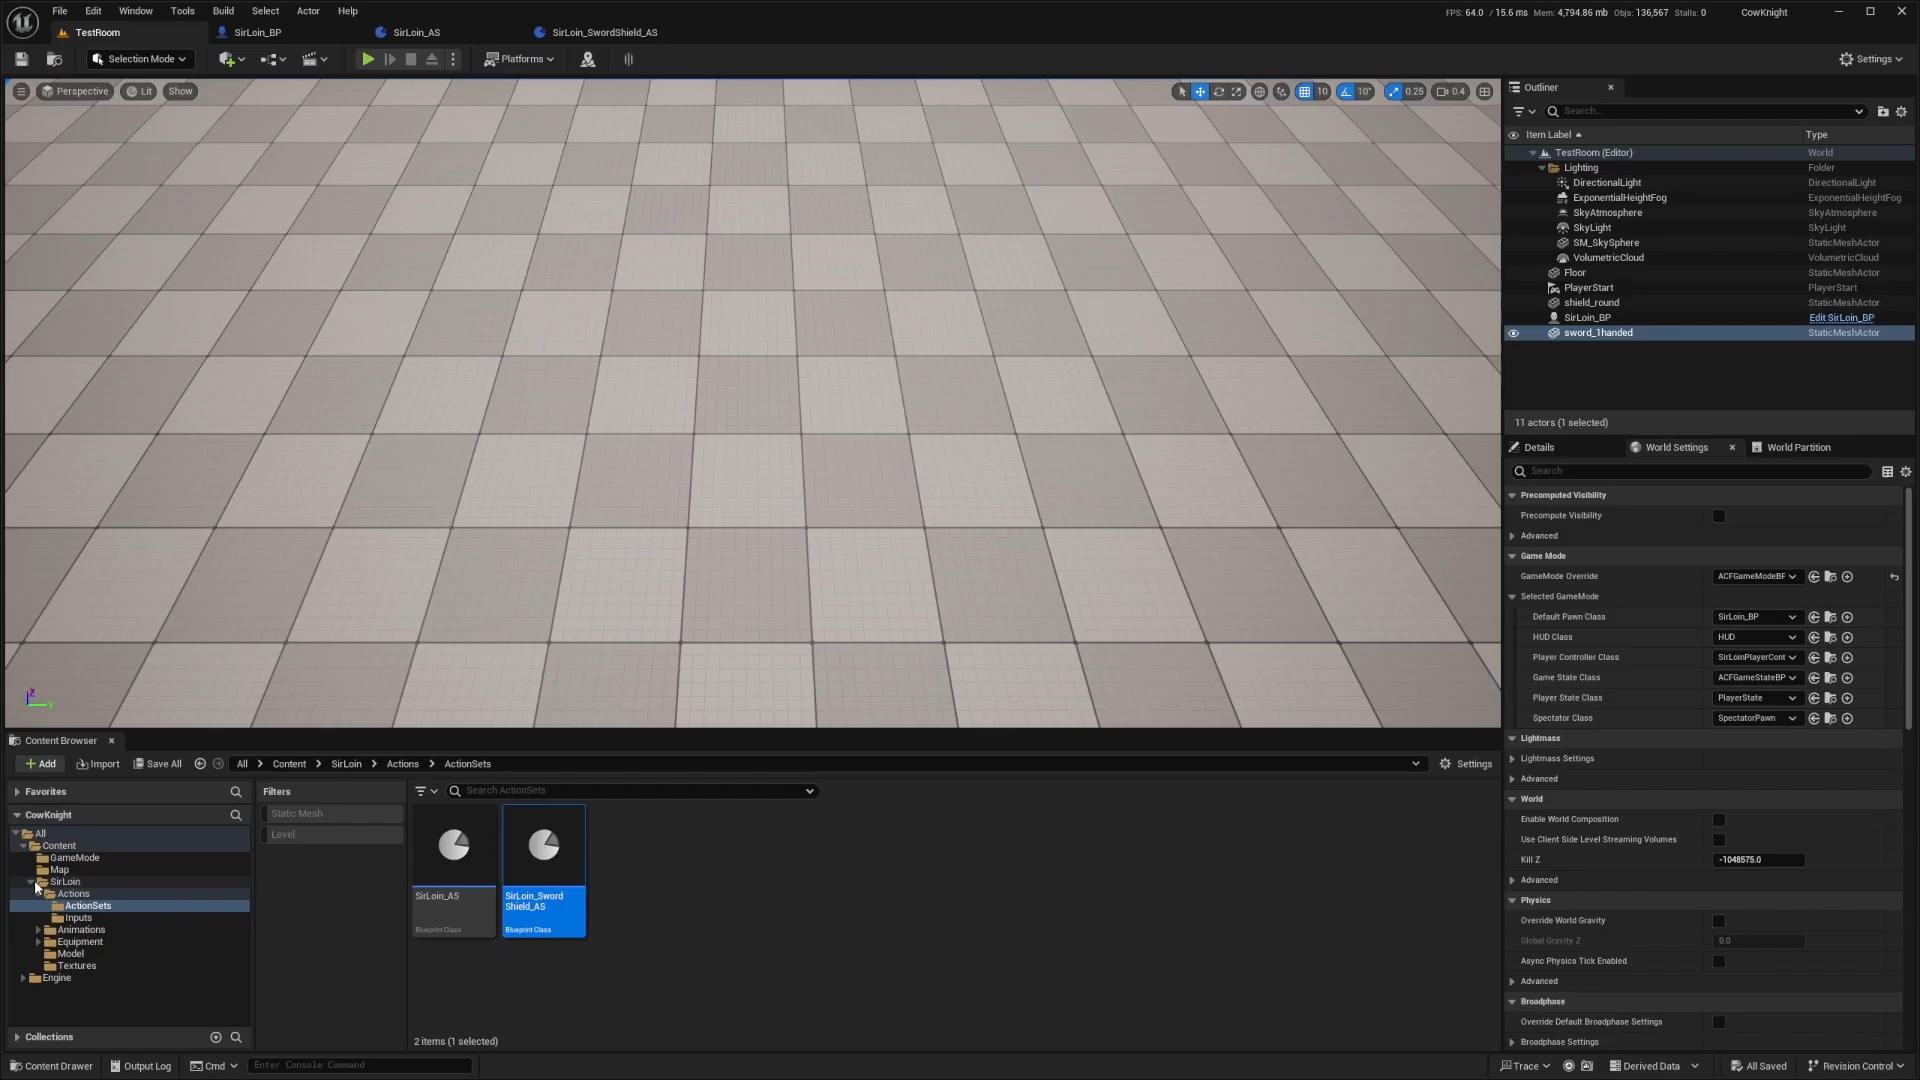 File Edit Window Tools Build Select Actor Help
FPS: 64.0 / 15.6 ms Mem: 4,794.86 mb Objs: 136,567 Stalls: 0 CowKnight
TestRoom SirLoin_BP SirLoin_AS SirLoin_SwordShield_AS
Selection Mode Platforms Settings
Perspective Lit Show 10 10° 0.25 0.4
Outliner
Search...
Item Label Type
TestRoom (Editor) World
Lighting Folder
DirectionalLight DirectionalLight
ExponentialHeightFog ExponentialHeightFog
SkyAtmosphere SkyAtmosphere
SkyLight SkyLight
SM_SkySphere StaticMeshActor
VolumetricCloud VolumetricCloud
Floor StaticMeshActor
PlayerStart PlayerStart
shield_round StaticMeshActor
SirLoin_BP Edit SirLoin_BP
sword_1handed StaticMeshActor
11 actors (1 selected)
Details World Settings World Partition
Search
Precomputed Visibility
Precompute Visibility
Advanced
Game Mode
GameMode Override ACFGameModeBF
Selected GameMode
Default Pawn Class SirLoin_BP
HUD Class HUD
Player Controller Class SirLoinPlayerCont
Game State Class ACFGameStateBP
Player State Class PlayerState
Spectator Class SpectatorPawn
Lightmass
Lightmass Settings
Advanced
World
Enable World Composition
Use Client Side Level Streaming Volumes
Kill Z -1048575.0
Advanced
Physics
Override World Gravity
Global Gravity Z 0.0
Async Physics Tick Enabled
Advanced
Broadphase
Override Default Broadphase Settings
Broadphase Settings
Z
Y
Content Browser
Add Import Save All All Content SirLoin Actions ActionSets Settings
Favorites
CowKnight
All
Content
GameMode
Map
SirLoin
Actions
ActionSets
Inputs
Animations
Equipment
Model
Textures
Engine
Collections
Filters
Static Mesh
Level
Search ActionSets
SirLoin_AS
Blueprint Class
SirLoin_Sword
Shield_AS
Blueprint Class
2 items (1 selected)
Content Drawer Output Log Cmd Enter Console Command Trace Derived Data All Saved Revision Control